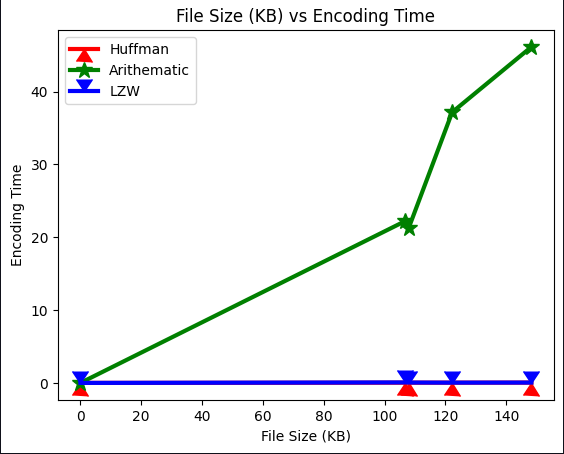 File Size (KB) vs Encoding Time
Huffman
Arithematic
LZW
Encoding Time
40
30
20
10
0
0 20 40 60 80 100 120 140
File Size (KB)